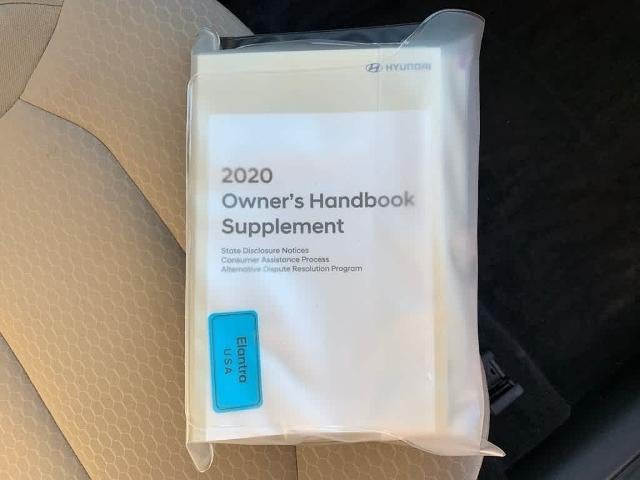 HYUNDAI
2020
Owner's Handbook
Supplement
State Disclosure Notices
Consumer Assistance Process
Alternative Dispute Resolution Program
Elantra
USA